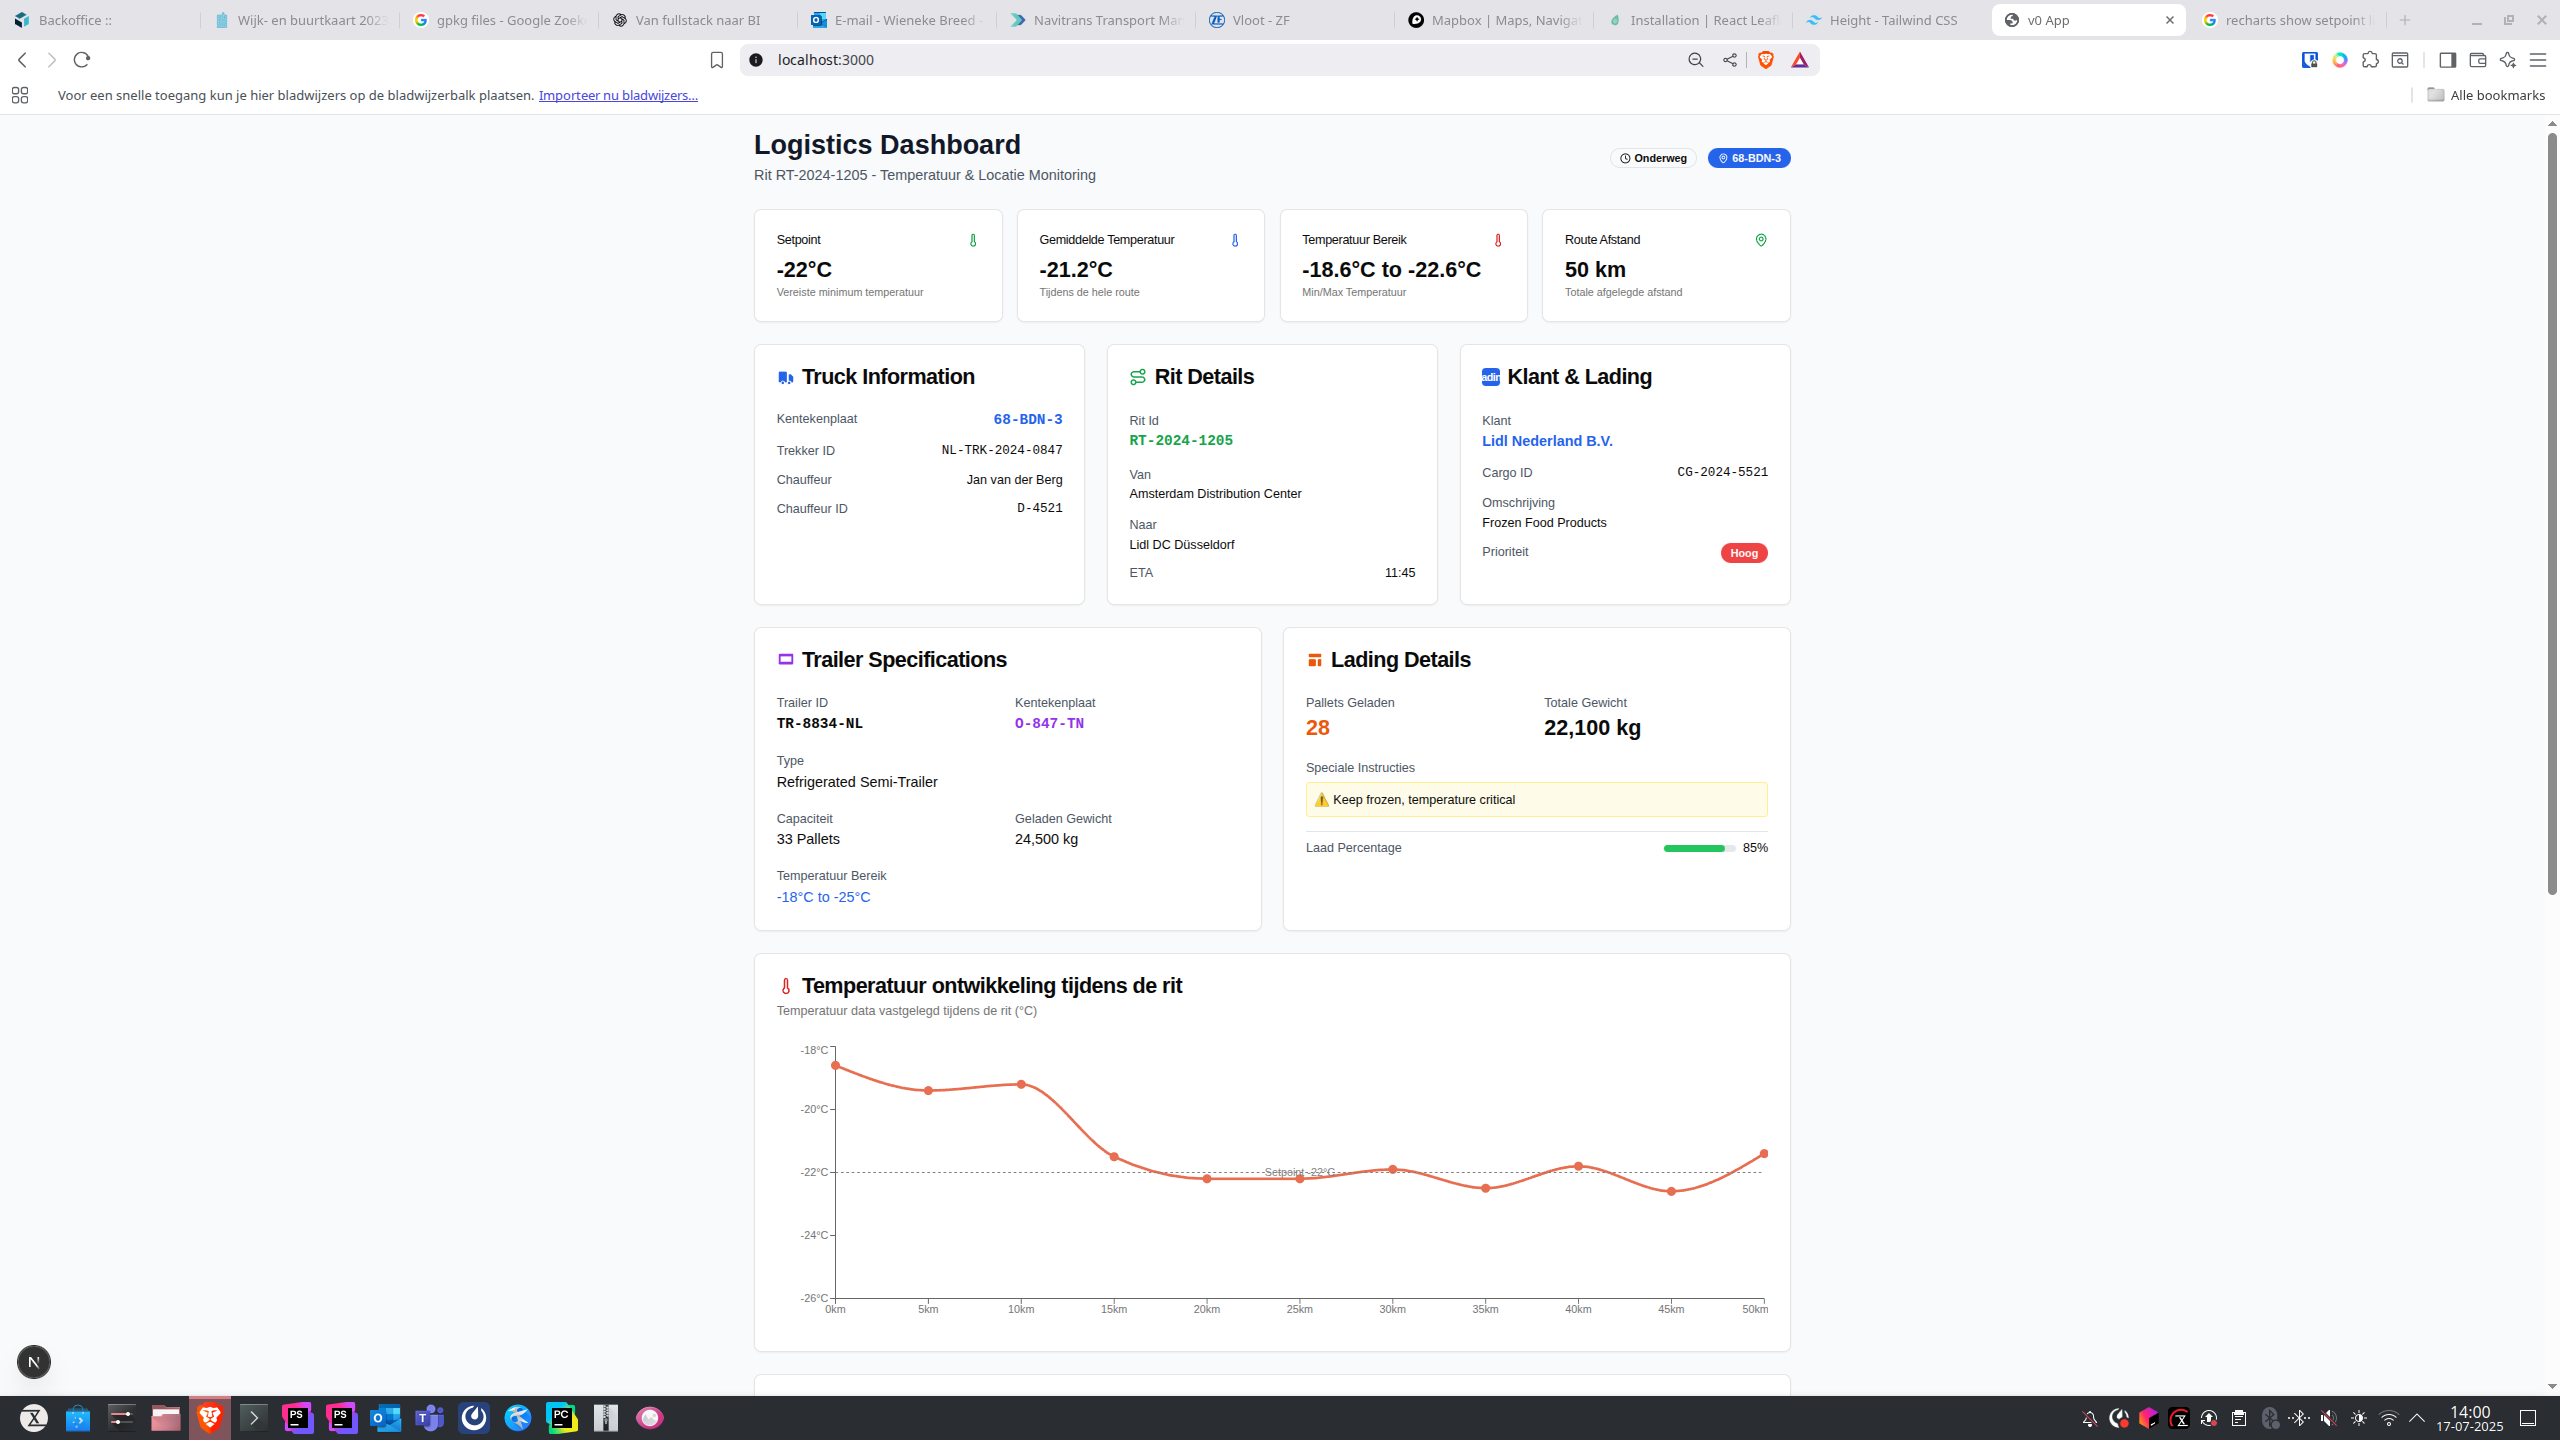 Backoffice ::
Wijk- en buurtkaart 2023
gpkg files - Google Zoek
Van fullstack naar BI
E-mail - Wieneke Breed -
Navitrans Transport Man
Vloot - ZF
Mapbox | Maps, Navigat
Installation | React Leafl
Height - Tailwind CSS
v0 App
recharts show setpoint l
localhost:3000
Voor een snelle toegang kun je hier bladwijzers op de bladwijzerbalk plaatsen. Importeer nu bladwijzers...
Alle bookmarks
Logistics Dashboard
Rit RT-2024-1205 - Temperatuur & Locatie Monitoring
Onderweg
68-BDN-3
Setpoint
-22°C
Vereiste minimum temperatuur
Gemiddelde Temperatuur
-21.2°C
Tijdens de hele route
Temperatuur Bereik
-18.6°C to -22.6°C
Min/Max Temperatuur
Route Afstand
50 km
Totale afgelegde afstand
Truck Information
Kentekenplaat 68-BDN-3
Trekker ID NL-TRK-2024-0847
Chauffeur Jan van der Berg
Chauffeur ID D-4521
Rit Details
Rit Id
RT-2024-1205
Van
Amsterdam Distribution Center
Naar
Lidl DC Düsseldorf
ETA 11:45
Klant & Lading
Klant
Lidl Nederland B.V.
Cargo ID CG-2024-5521
Omschrijving
Frozen Food Products
Prioriteit Hoog
Trailer Specifications
Trailer ID Kentekenplaat
TR-8834-NL O-847-TN
Type
Refrigerated Semi-Trailer
Capaciteit Geladen Gewicht
33 Pallets 24,500 kg
Temperatuur Bereik
-18°C to -25°C
Lading Details
Pallets Geladen Totale Gewicht
28 22,100 kg
Speciale Instructies
⚠️ Keep frozen, temperature critical
Laad Percentage 85%
Temperatuur ontwikkeling tijdens de rit
Temperatuur data vastgelegd tijdens de rit (°C)
-18°C
-20°C
-22°C
Setpoint -22°C
-24°C
-26°C
0km 5km 10km 15km 20km 25km 30km 35km 40km 45km 50km
N
PS
PS
PC
14:00
17-07-2025